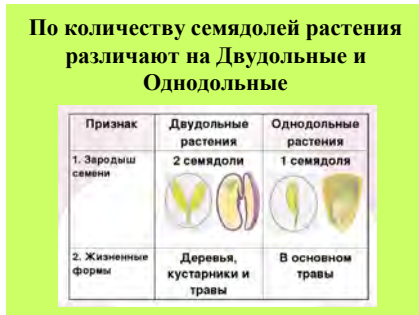 По количеству семядолей растения
различают на Двудольные и
Однодольные
Признак Двудольные Однодольные
растения растения
1. Зародыш 2 семядоли 1 семядоля
семени
2. Жизненные Деревья, В основном
формы кустарники и травы
травы